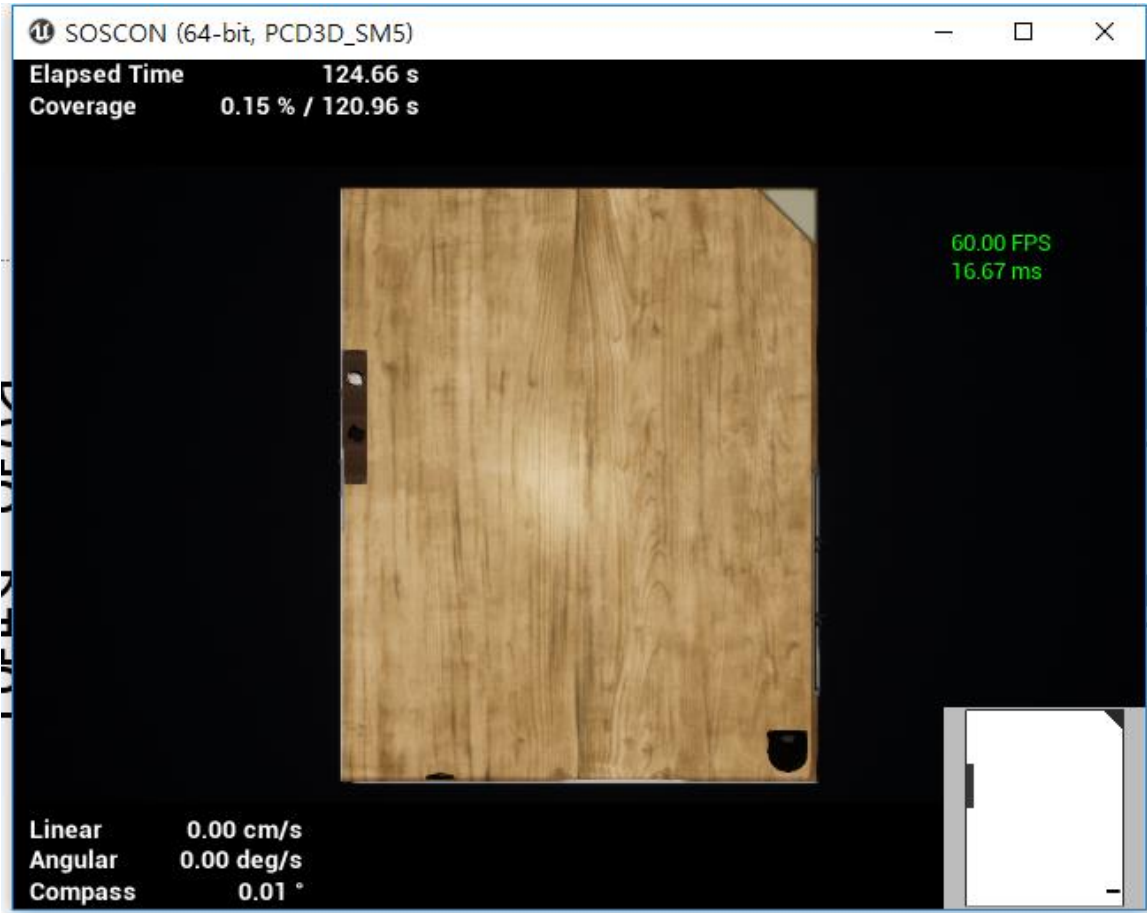 SOSCON (64-bit, PCD3D_SM5)
Elapsed Time 124.66 s
Coverage 0.15 % / 120.96 s
60.00 FPS
16.67 ms
Linear 0.00 cm/s
Angular 0.00 deg/s
Compass 0.01 °